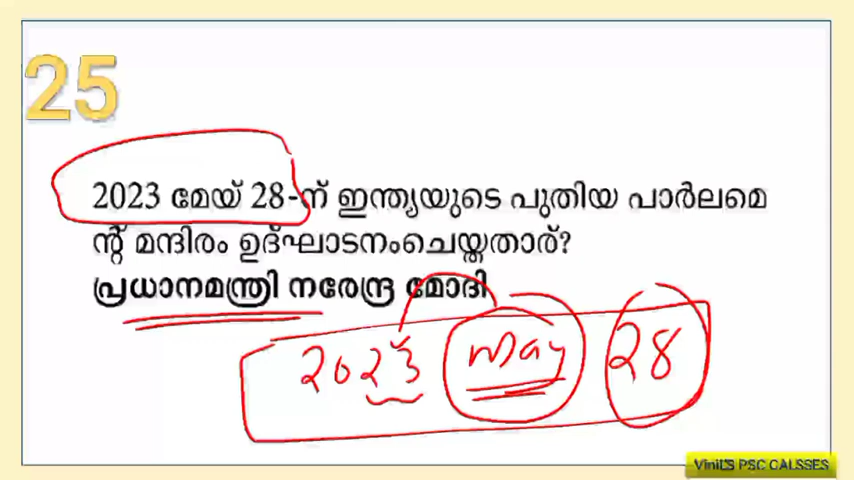 25
2023 മേയ് 28-ന് ഇന്ത്യയുടെ പുതിയ പാർലമെ
ന്റ് മന്ദിരം ഉദ്ഘാടനംചെയ്തതാര്?
പ്രധാനമന്ത്രി നരേന്ദ്ര മോദി
2023 may 28
ViniL'S PSC CALSSES